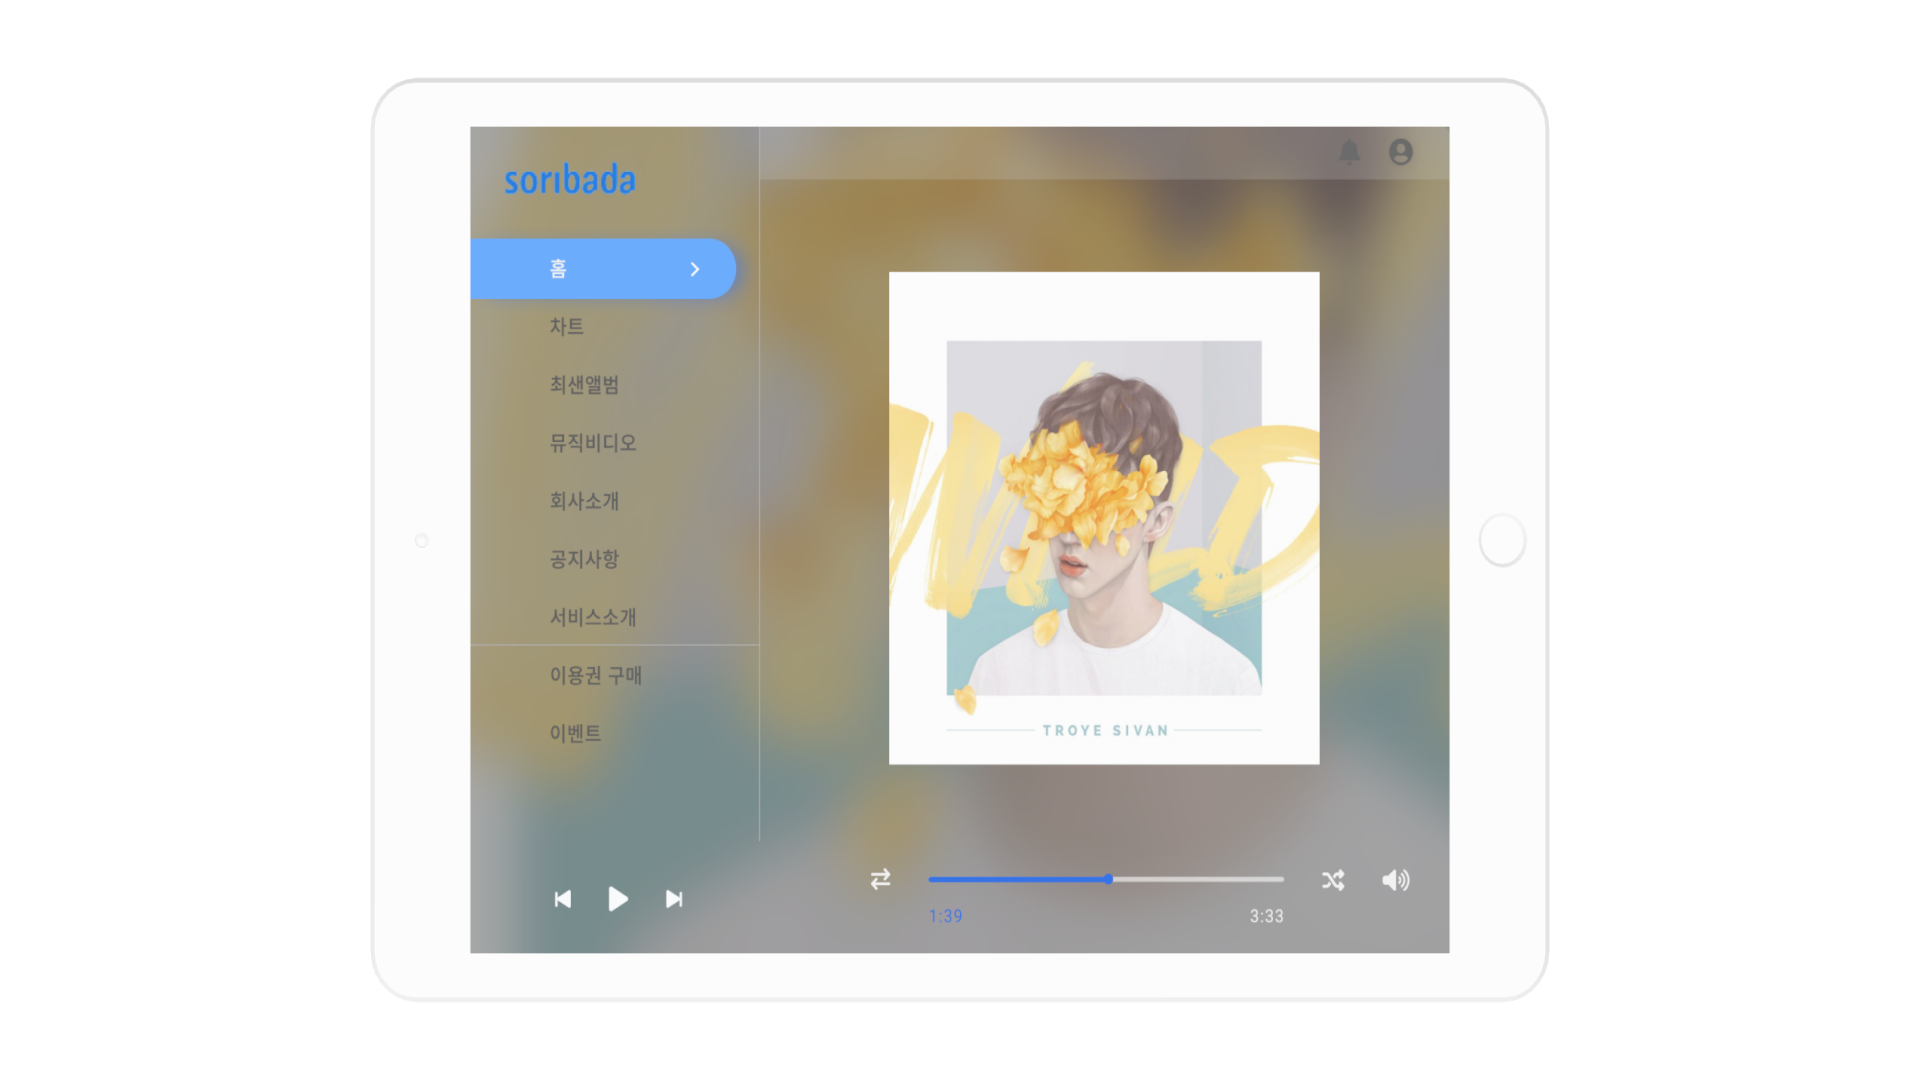 sorıbada
홈
차트
최샌앨범
뮤직비디오
회사소개
공지사항
서비스소개
이용권 구매
이벤트
WILD
TROYE SIVAN
1:39
3:33